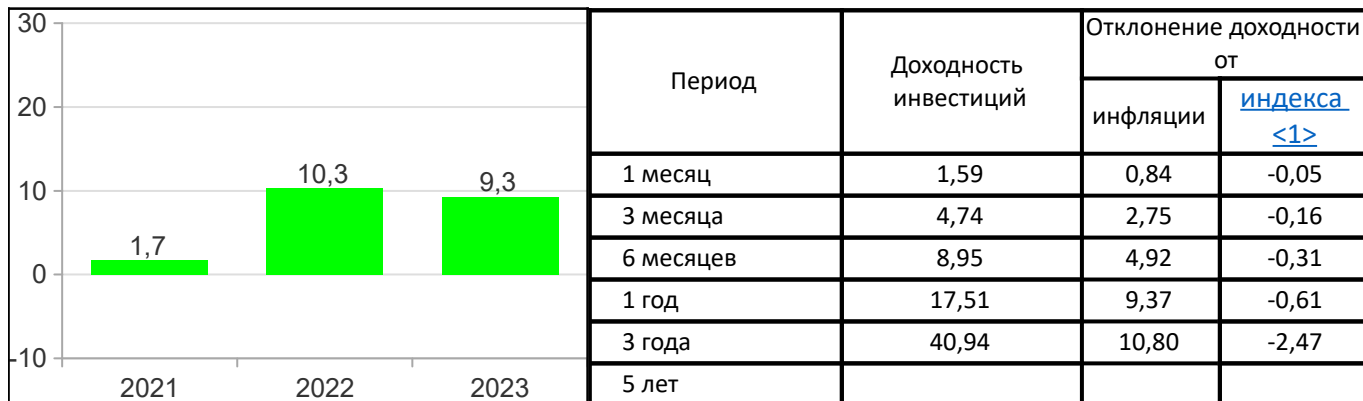 30
20
10
0
-10
1,7
10,3
9,3
2021 2022 2023
Период
Доходность
инвестиций
Отклонение доходности
от
инфляции
индекса
<1>
1 месяц 1,59 0,84 -0,05
3 месяца 4,74 2,75 -0,16
6 месяцев 8,95 4,92 -0,31
1 год 17,51 9,37 -0,61
3 года 40,94 10,80 -2,47
5 лет